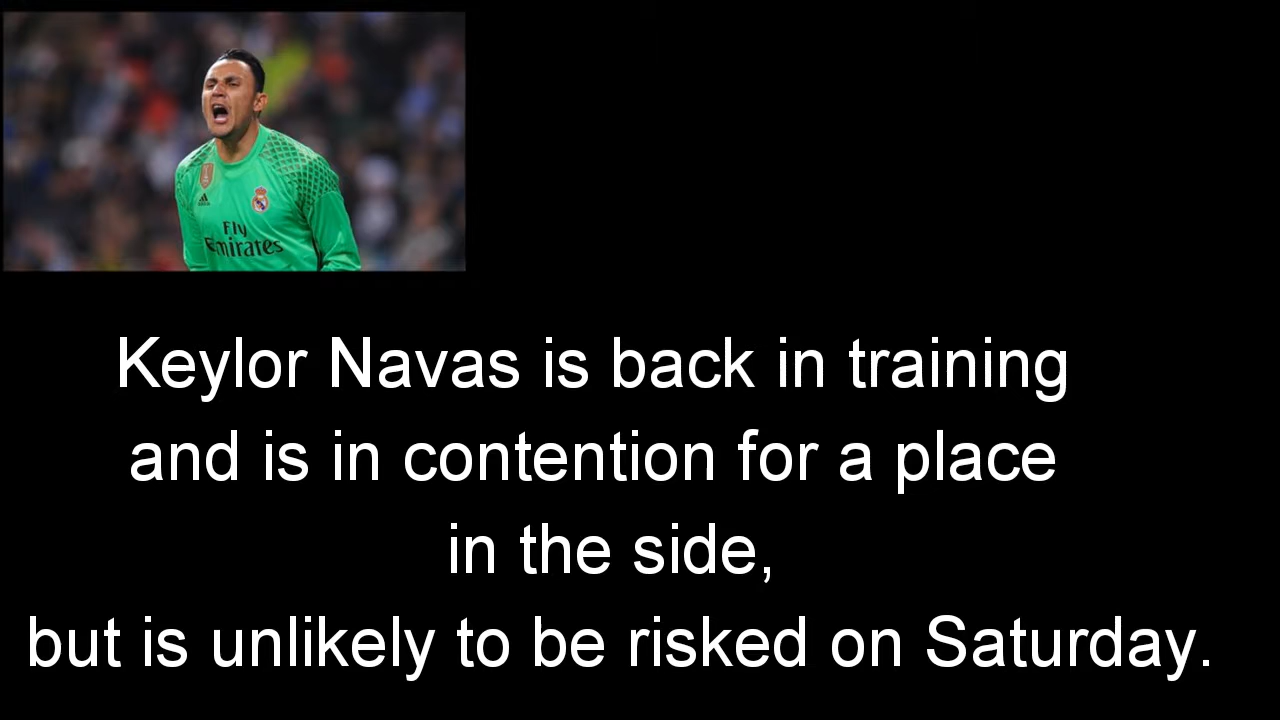 Fly
Emirates
Keylor Navas is back in training
and is in contention for a place
in the side,
but is unlikely to be risked on Saturday.